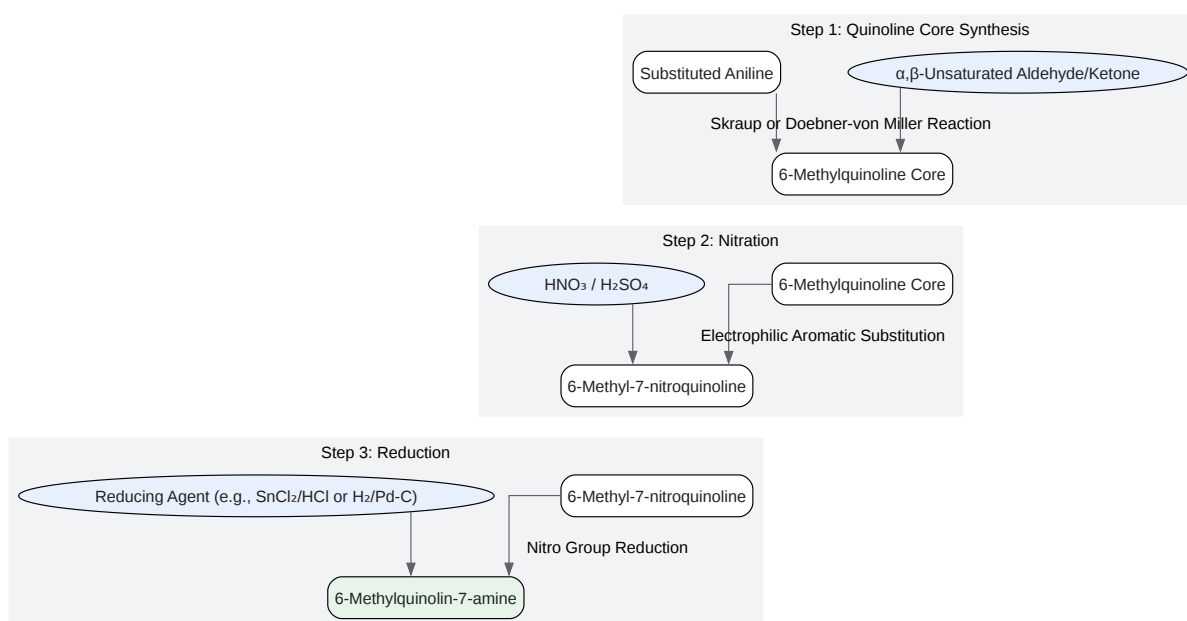 Step 1: Quinoline Core Synthesis
Substituted Aniline
α,β-Unsaturated Aldehyde/Ketone
Skraup or Doebner-von Miller Reaction
6-Methylquinoline Core
Step 2: Nitration
HNO₃ / H₂SO₄
6-Methylquinoline Core
Electrophilic Aromatic Substitution
6-Methyl-7-nitroquinoline
Step 3: Reduction
Reducing Agent (e.g., SnCl₂/HCl or H₂/Pd-C)
6-Methyl-7-nitroquinoline
Nitro Group Reduction
6-Methylquinolin-7-amine